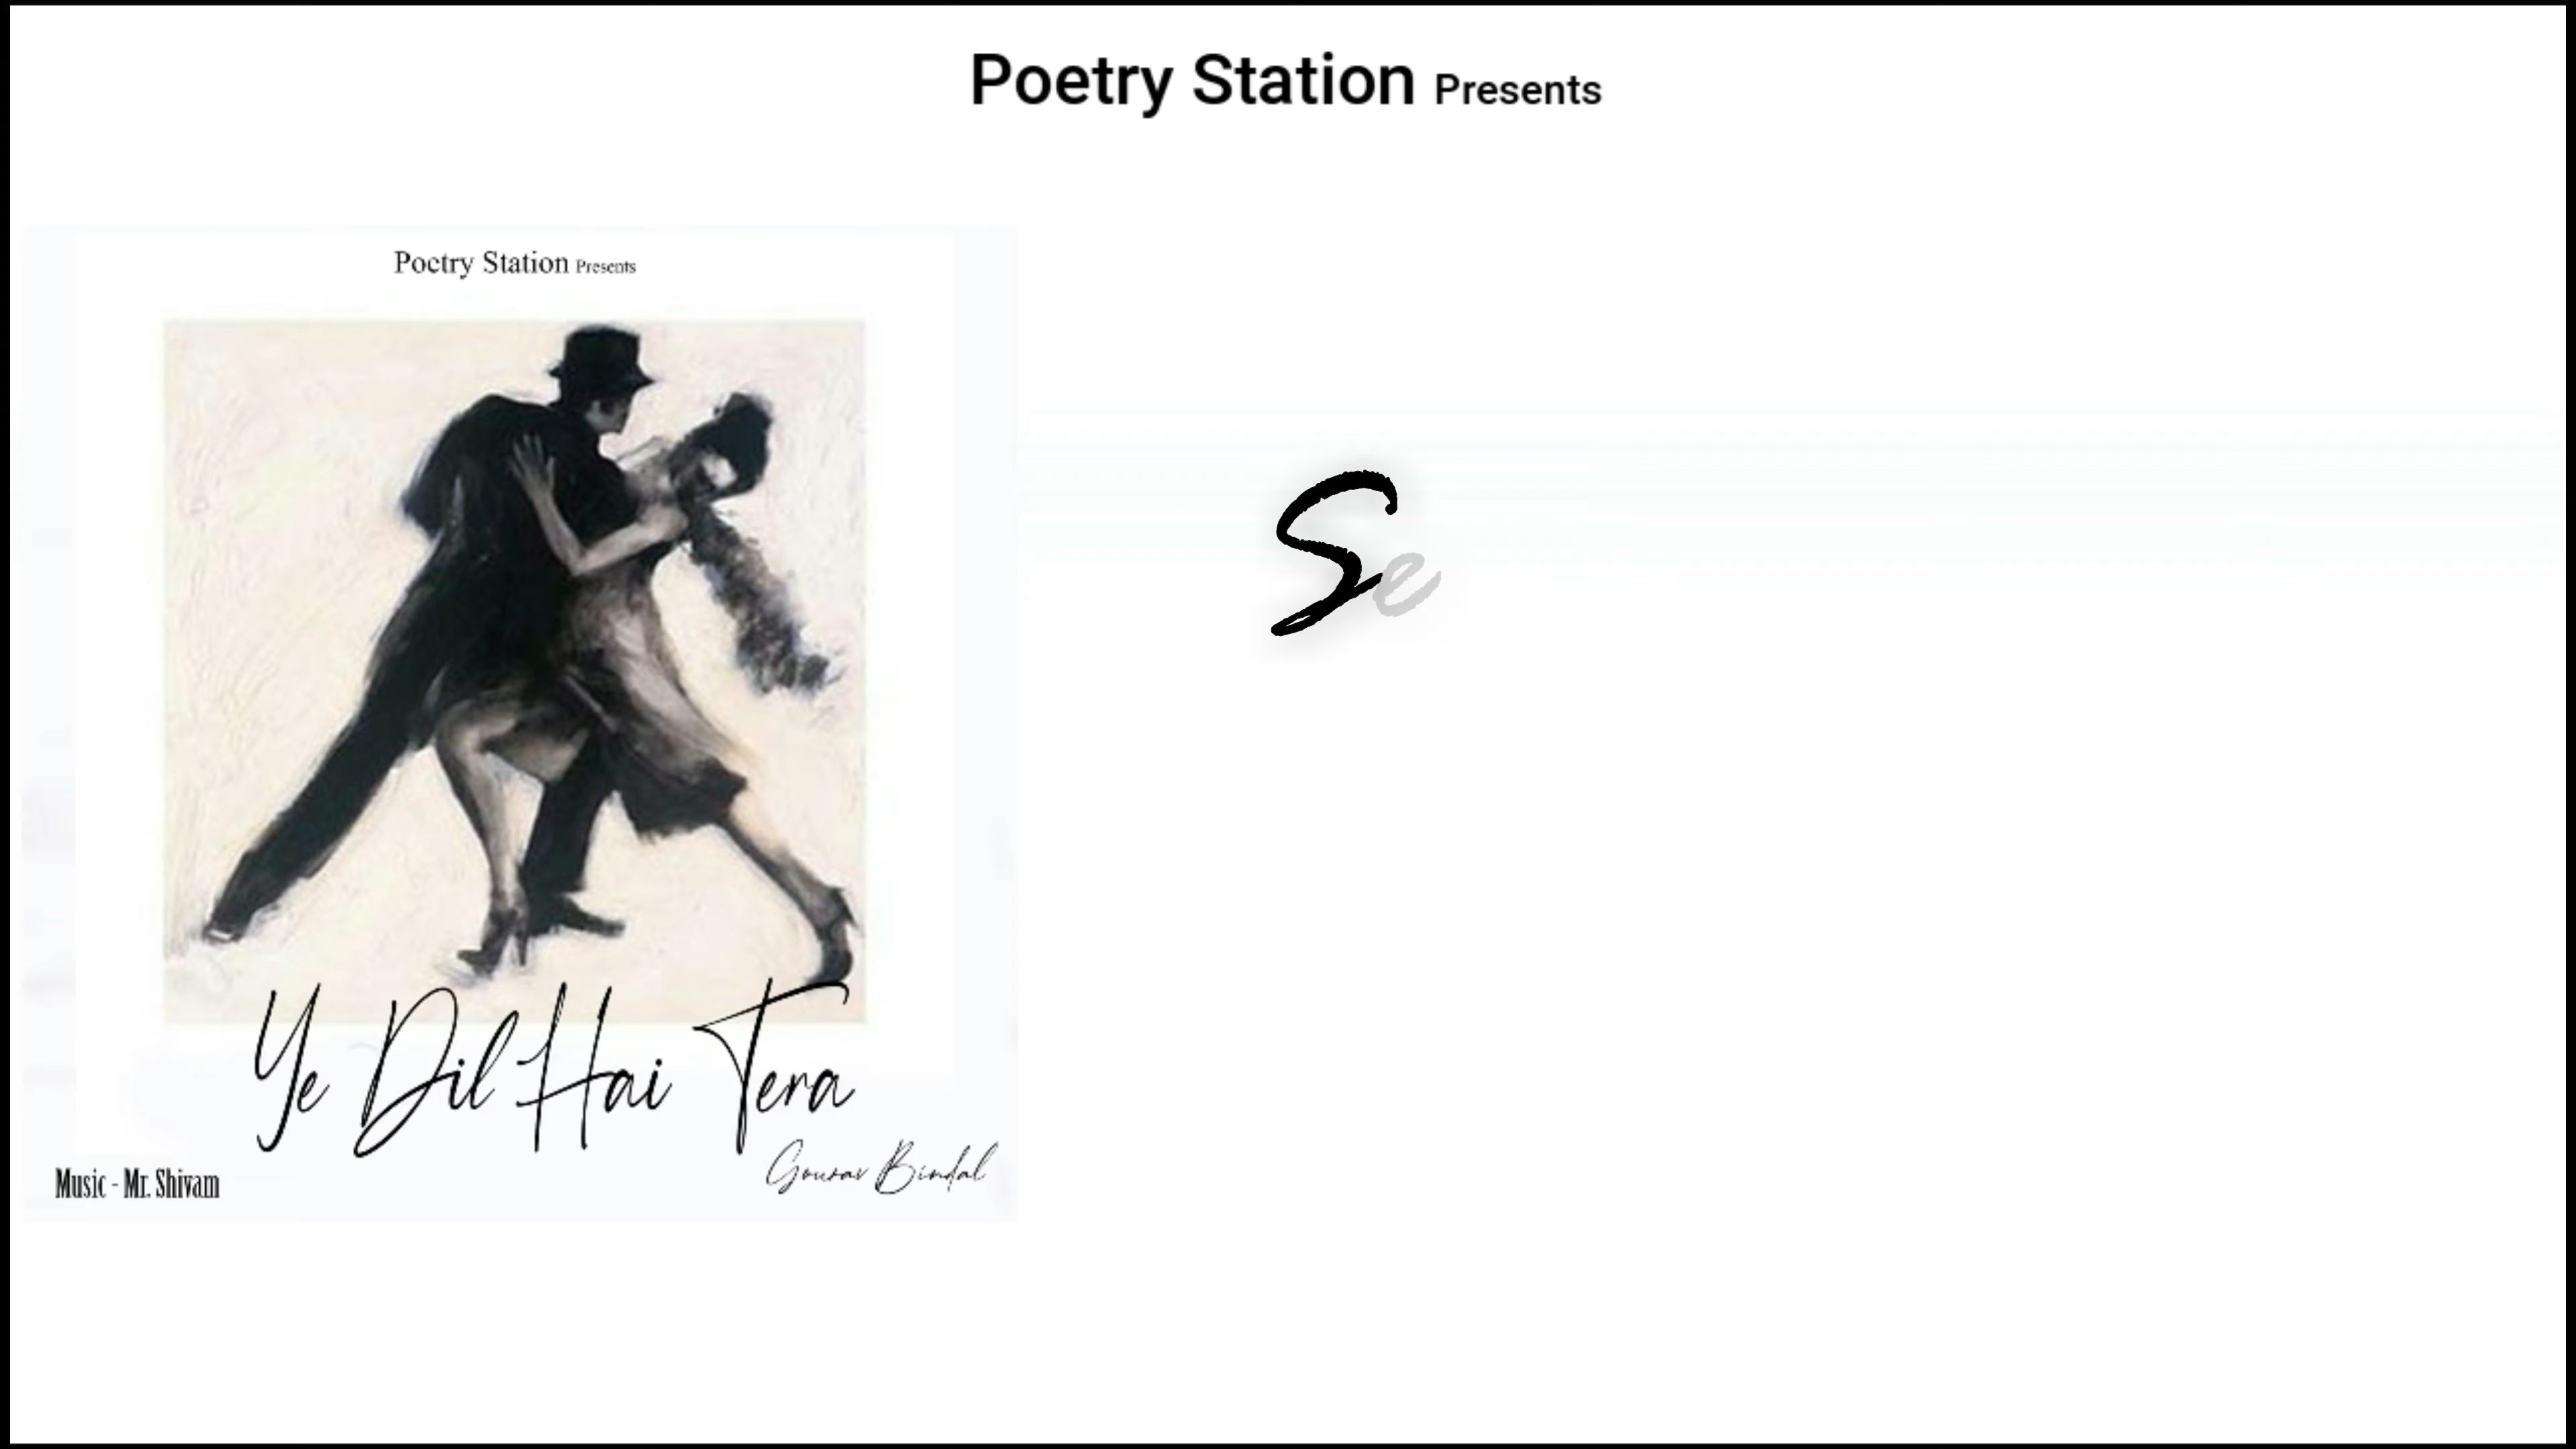 Poetry Station Presents
Poetry Station Presents
Se
Ye Dil Hai Tera
Gourav Bindal
Music - Mr. Shivam